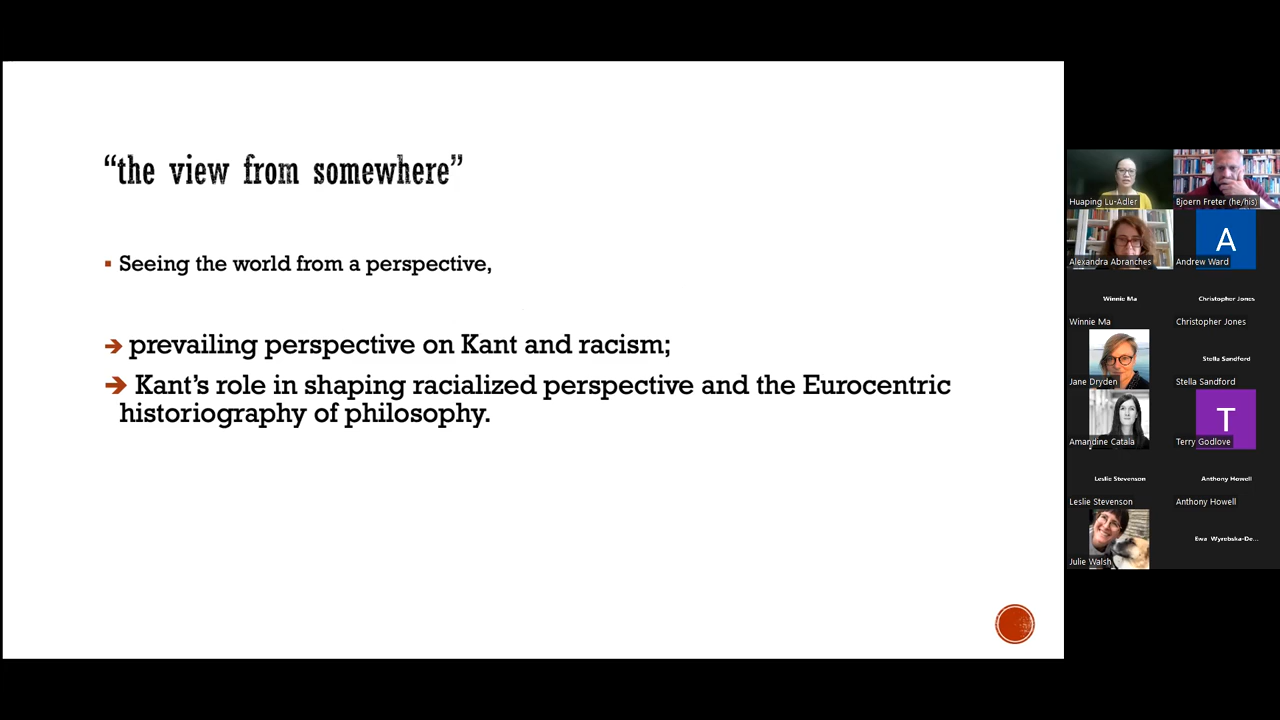 “the view from somewhere”
▪ Seeing the world from a perspective,
→ prevailing perspective on Kant and racism;
→ Kant’s role in shaping racialized perspective and the Eurocentric
historiography of philosophy.
Huaping Lu-Adler
Bjoern Freter (he/his)
Alexandra Abranches
A
Andrew Ward
Winnie Ma
Winnie Ma
Christopher Jones
Christopher Jones
Jane Dryden
Stella Sandford
Stella Sandford
Amandine Catala
T
Terry Godlove
Leslie Stevenson
Leslie Stevenson
Anthony Howell
Anthony Howell
Julie Walsh
Ewa Wyrebska-De...